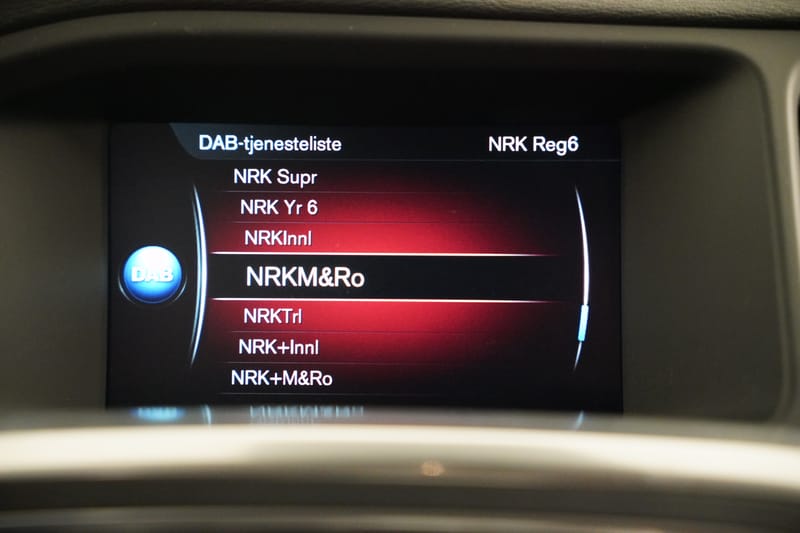 DAB-tjenesteliste NRK Reg6
NRK Supr
NRK Yr 6
NRKInnl
DAB
NRKM&Ro
NRKTrl
NRK+Innl
NRK+M&Ro